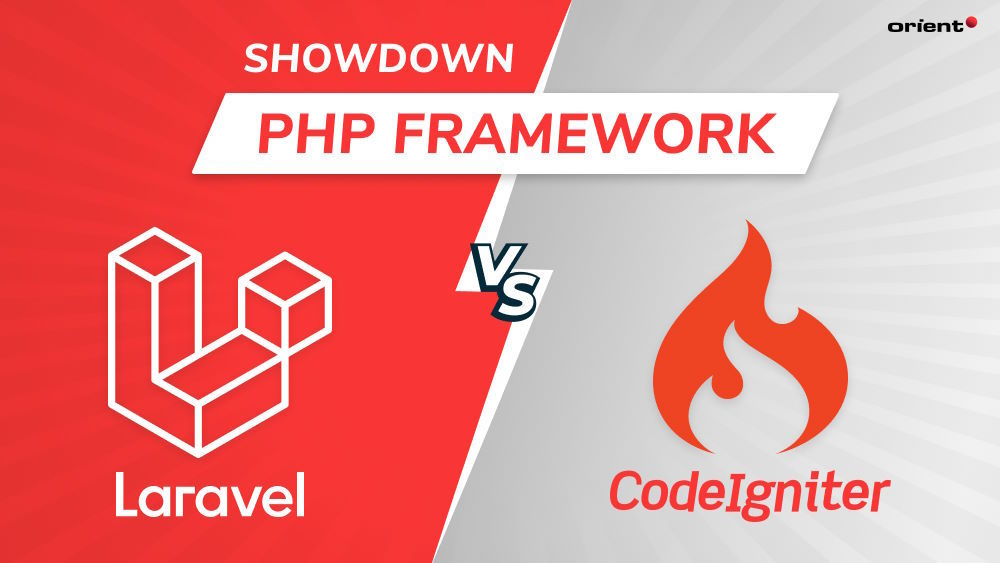 orient
SHOWDOWN
PHP FRAMEWORK
VS
Laravel
CodeIgniter